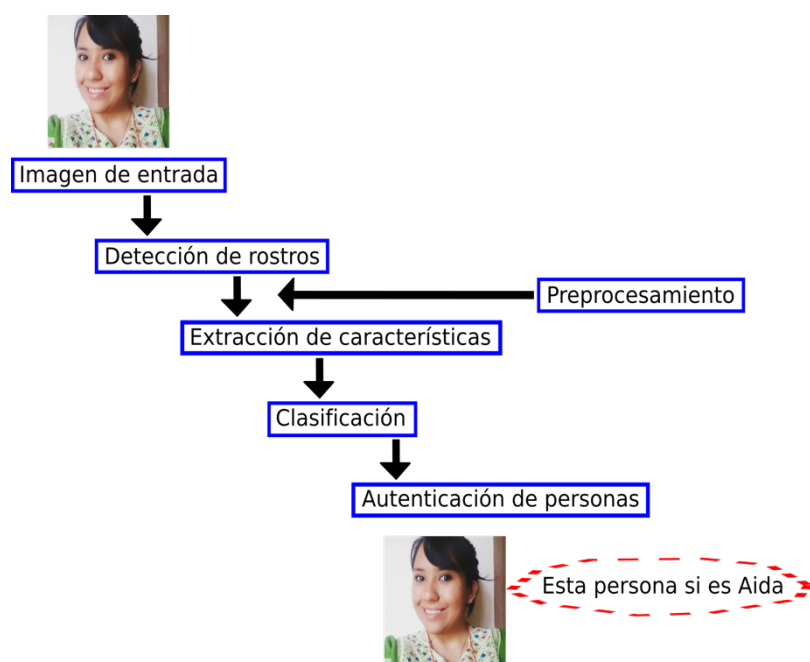 Imagen de entrada
Detección de rostros
Preprocesamiento
Extracción de características
Clasificación
Autenticación de personas
Esta persona si es Aida